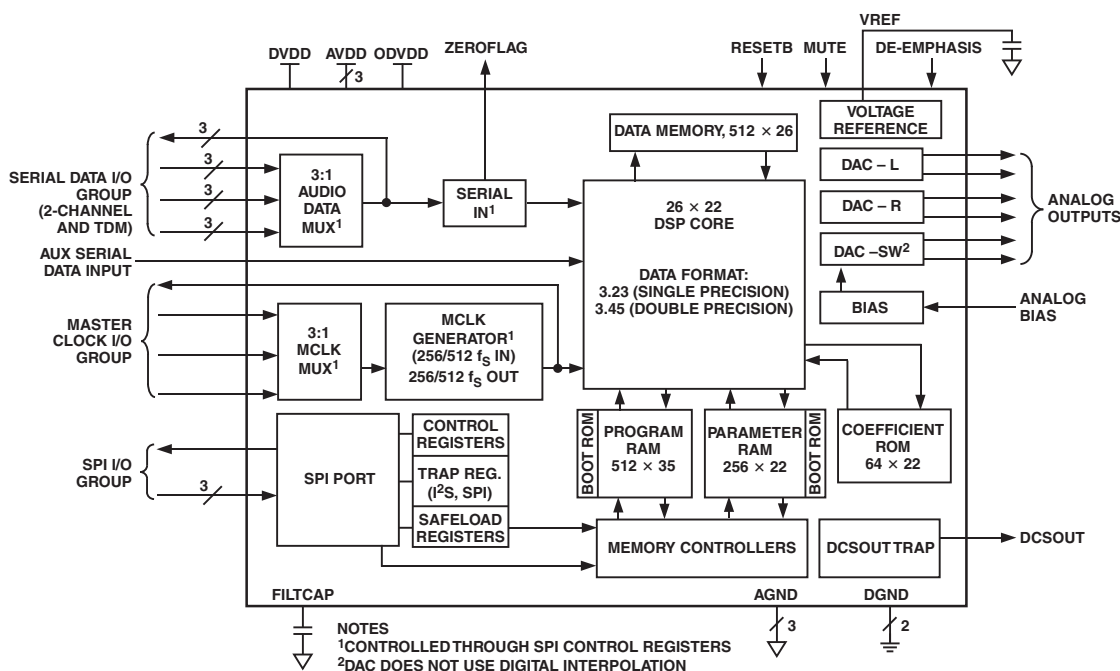 VREF
DVDD
AVDD
ODVDD
ZEROFLAG
RESETB
MUTE
DE-EMPHASIS
3
VOLTAGE
REFERENCE
DATA MEMORY, 512 × 26
3
3
3
3
SERIAL DATA I/O
GROUP
(2-CHANNEL
AND TDM)
3:1
AUDIO
DATA
MUX¹
SERIAL
IN¹
26 × 22
DSP CORE
DATA FORMAT:
3.23 (SINGLE PRECISION)
3.45 (DOUBLE PRECISION)
DAC – L
DAC – R
DAC –SW²
ANALOG
OUTPUTS
AUX SERIAL
DATA INPUT
BIAS
ANALOG
BIAS
MASTER
CLOCK I/O
GROUP
3:1
MCLK
MUX¹
MCLK
GENERATOR¹
(256/512 fS IN)
256/512 fS OUT
SPI I/O
GROUP
3
SPI PORT
CONTROL
REGISTERS
TRAP REG.
(I²S, SPI)
SAFELOAD
REGISTERS
BOOT ROM
PROGRAM
RAM
512 × 35
PARAMETER
RAM
256 × 22
BOOT ROM
COEFFICIENT
ROM
64 × 22
MEMORY CONTROLLERS
DCSOUT TRAP
DCSOUT
FILTCAP
AGND
DGND
3
2
NOTES
¹CONTROLLED THROUGH SPI CONTROL REGISTERS
²DAC DOES NOT USE DIGITAL INTERPOLATION